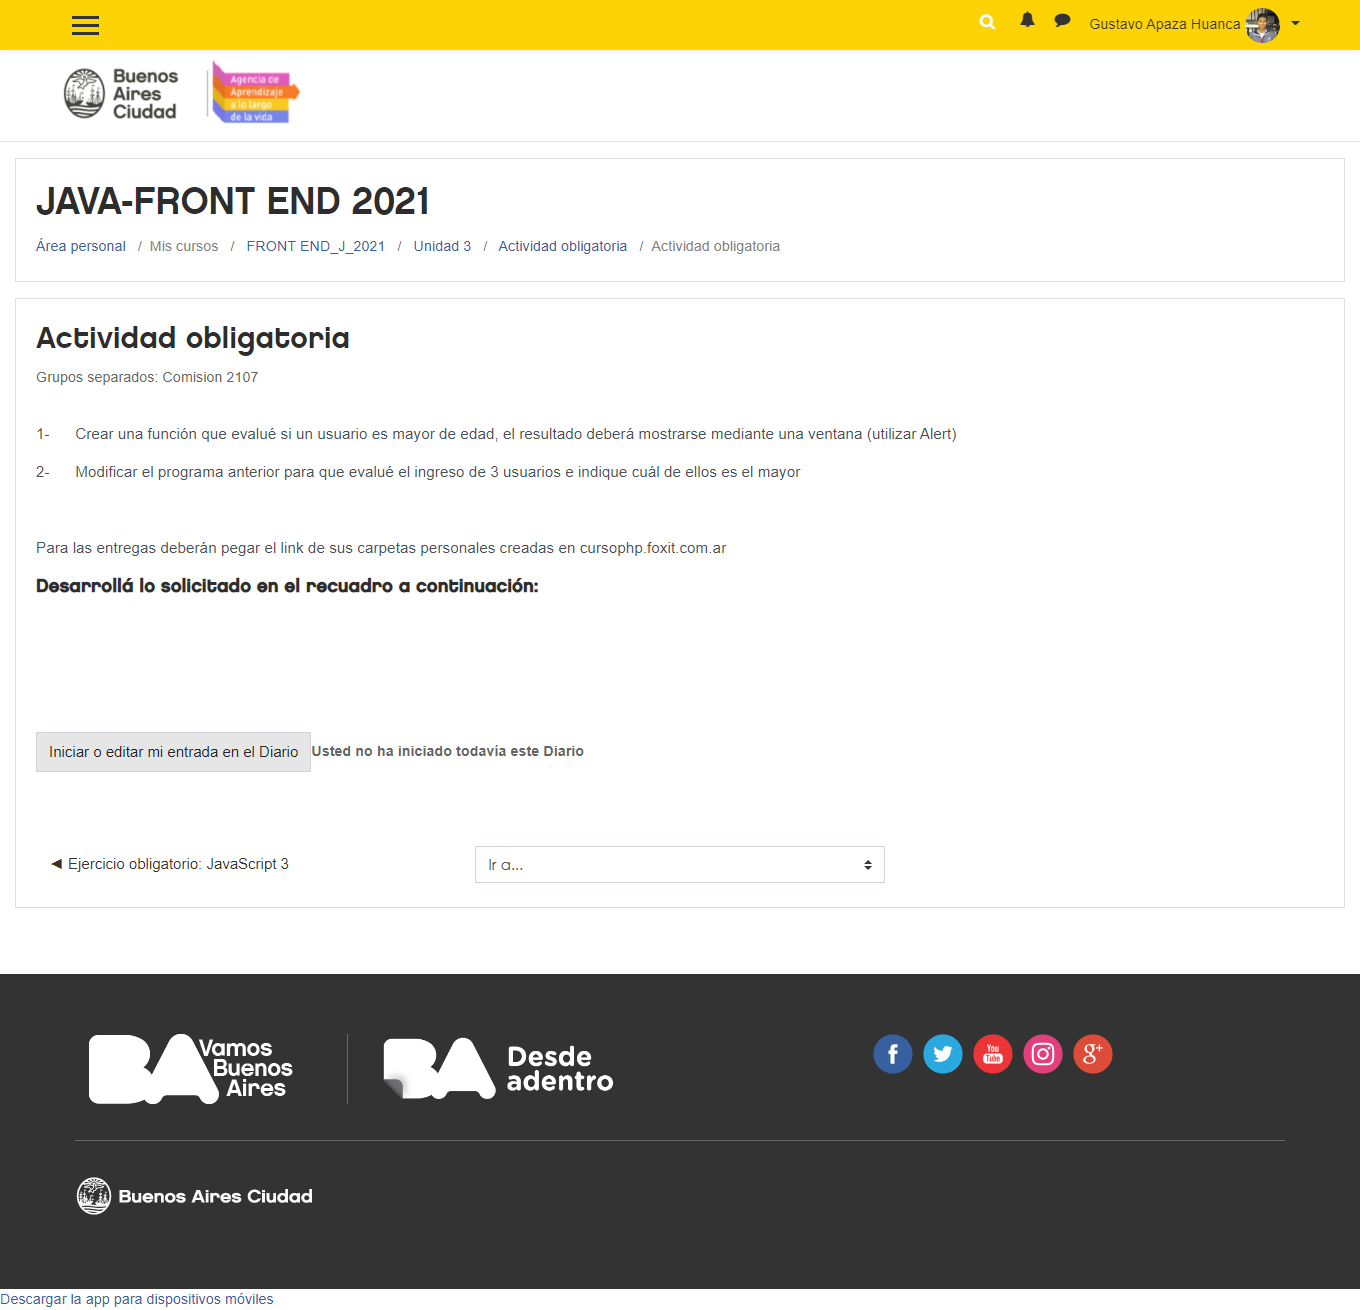 Gustavo Apaza Huanca
Buenos
Aires
Ciudad
Agencia de
Aprendizaje
a lo largo
de la vida
JAVA-FRONT END 2021
Área personal / Mis cursos / FRONT END_J_2021 / Unidad 3 / Actividad obligatoria / Actividad obligatoria
Actividad obligatoria
Grupos separados: Comision 2107
1- Crear una función que evalué si un usuario es mayor de edad, el resultado deberá mostrarse mediante una ventana (utilizar Alert)
2- Modificar el programa anterior para que evalué el ingreso de 3 usuarios e indique cuál de ellos es el mayor
Para las entregas deberán pegar el link de sus carpetas personales creadas en cursophp.foxit.com.ar
Desarrollá lo solicitado en el recuadro a continuación:
Iniciar o editar mi entrada en el Diario Usted no ha iniciado todavía este Diario
◄ Ejercicio obligatorio: JavaScript 3
Ir a...
BA Vamos
Buenos
Aires
BA Desde
adentro
f
You
Tube
g+
Buenos Aires Ciudad
Descargar la app para dispositivos móviles